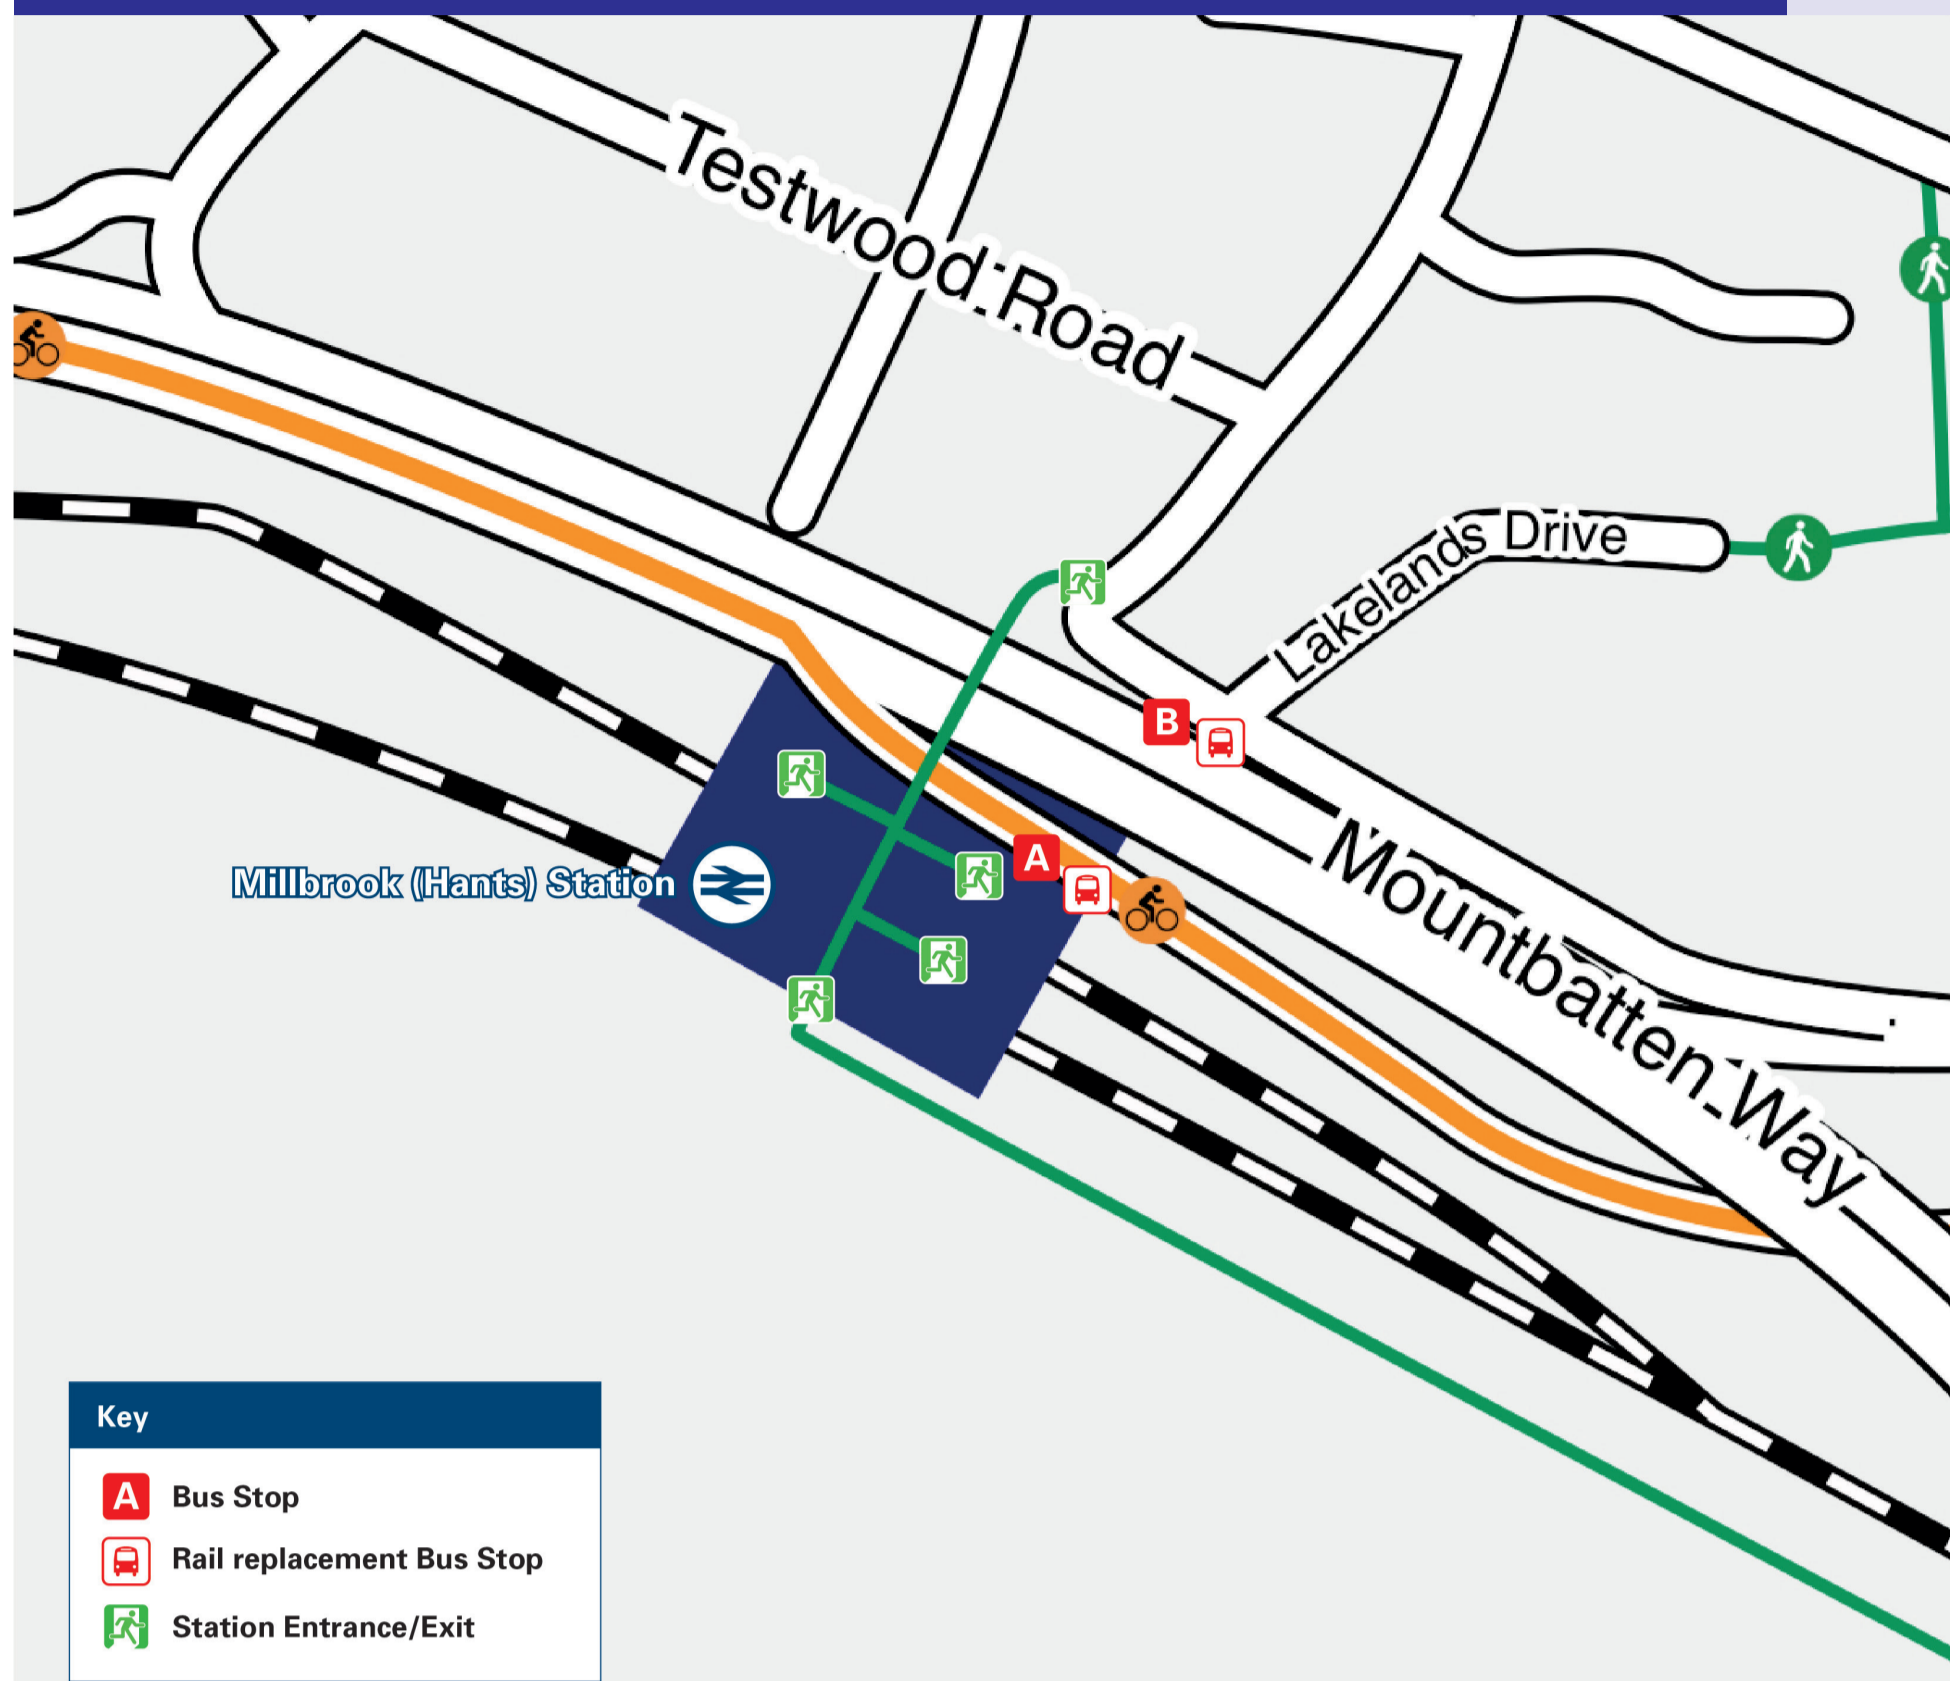 Testwood Road
Lakelands Drive
B
A
Mountbatten Way
Millbrook (Hants) Station
Key
A Bus Stop
Rail replacement Bus Stop
Station Entrance/Exit